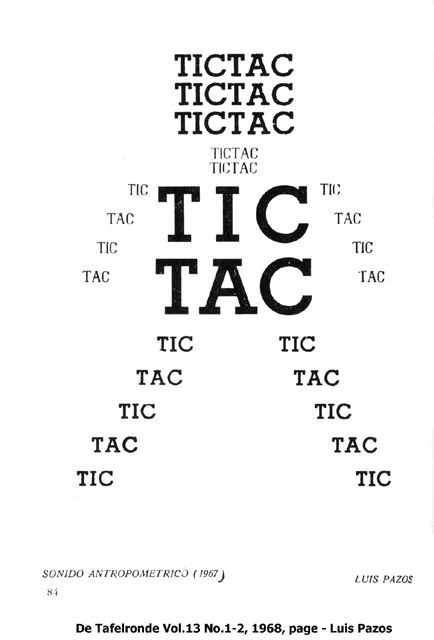 TICTAC
TICTAC
TICTAC
TICTAC
TICTAC
TIC TIC TIC
TAC TAC
TIC TIC
TAC TAC TAC
TIC TIC
TAC TAC
TIC TIC
TAC TAC
TIC TIC
SONIDO ANTROPOMETRICO (1967)
LUIS PAZOS
84
De Tafelronde Vol.13 No.1-2, 1968, page - Luis Pazos